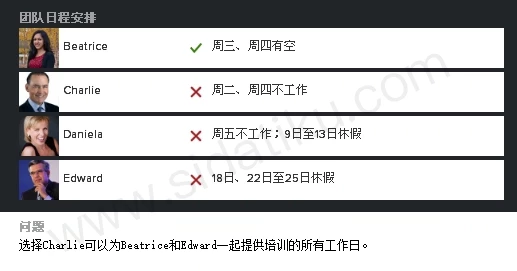 团队日程安排
Beatrice 周三、周四有空
Charlie 周二、周四不工作
Daniela 周五不工作；9日至13日休假
Edward 18日、22日至25日休假
问题
选择Charlie可以为Beatrice和Edward一起提供培训的所有工作日。
www.sidatiku.com